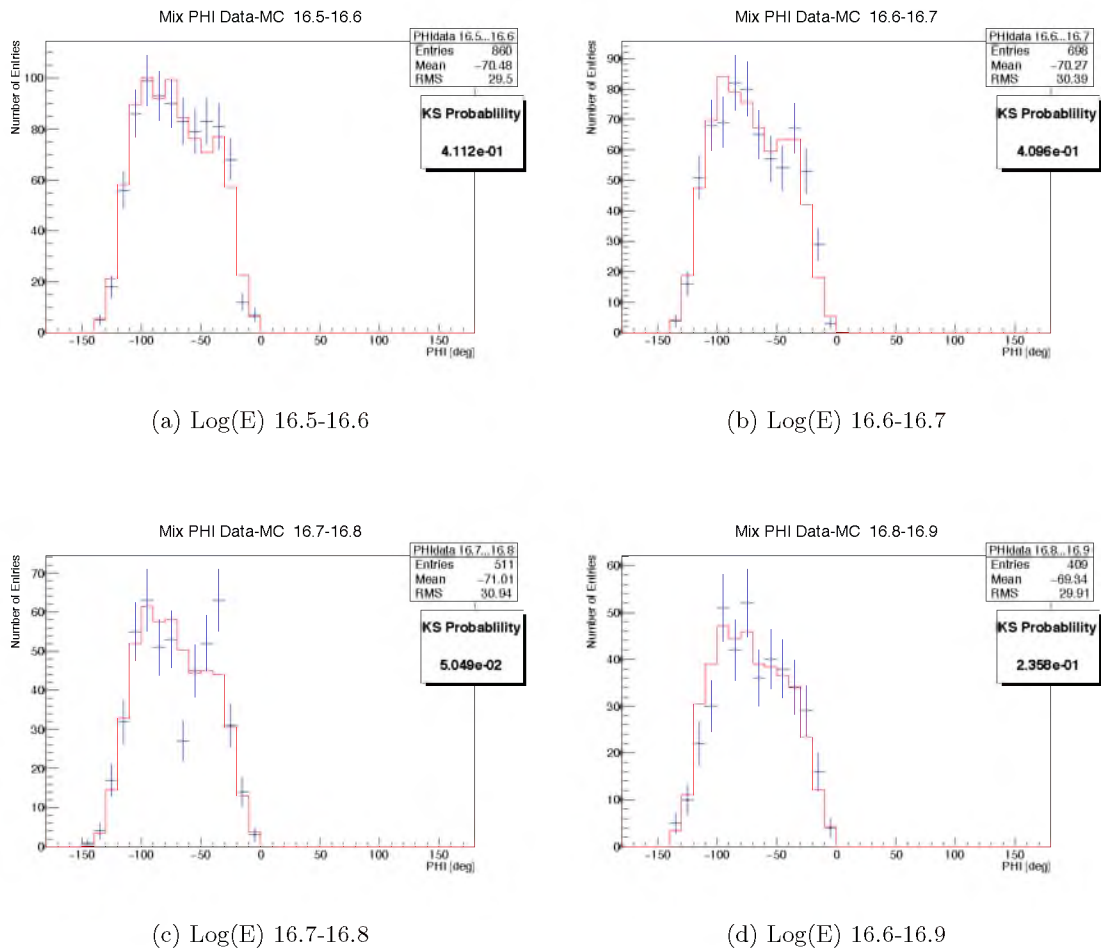 Mix PHI Data-MC 16.5-16.6
Number of Entries
PHIdata 16.5...16.6
Entries 860
Mean −70.48
RMS 29.5
KS Probablility
4.112e-01
100
80
60
40
20
0
−150 −100 −50 0 50 100 150
PHI [deg]
(a) Log(E) 16.5-16.6
Mix PHI Data-MC 16.6-16.7
Number of Entries
PHIdata 16.6...16.7
Entries 698
Mean −70.27
RMS 30.39
KS Probablility
4.096e-01
90
80
70
60
50
40
30
20
10
0
−150 −100 −50 0 50 100 150
PHI [deg]
(b) Log(E) 16.6-16.7
Mix PHI Data-MC 16.7-16.8
Number of Entries
PHIdata 16.7...16.8
Entries 511
Mean −71.01
RMS 30.94
KS Probablility
5.049e-02
70
60
50
40
30
20
10
0
−150 −100 −50 0 50 100 150
PHI [deg]
(c) Log(E) 16.7-16.8
Mix PHI Data-MC 16.8-16.9
Number of Entries
PHIdata 16.8...16.9
Entries 409
Mean −69.34
RMS 29.91
KS Probablility
2.358e-01
60
50
40
30
20
10
0
−150 −100 −50 0 50 100 150
PHI [deg]
(d) Log(E) 16.6-16.9